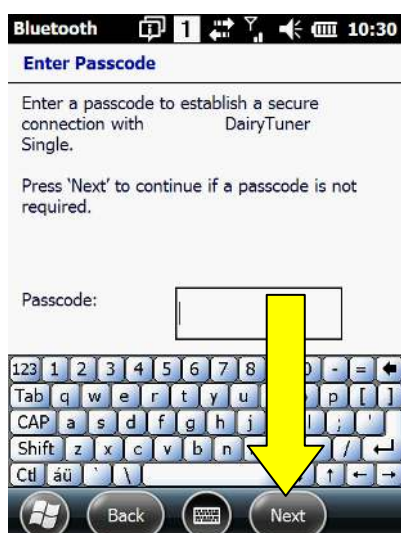 Bluetooth 1 10:30
Enter Passcode
Enter a passcode to establish a secure
connection with DairyTuner
Single.
Press 'Next' to continue if a passcode is not
required.
Passcode:
123 1 2 3 4 5 6 7 8 - =
Tab q w e r t y u p [ ]
CAP a s d f g h j ; '
Shift z x c v b n /
Ctl áü ` \
Back Next